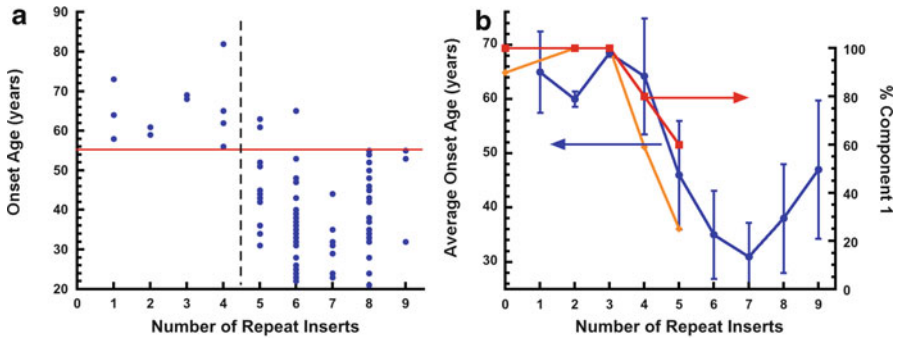 a
90
80
70
60
50
40
30
20
Onset Age (years)
0 1 2 3 4 5 6 7 8 9
Number of Repeat Inserts
b
70
60
50
40
30
Average Onset Age (years)
100
80
60
40
20
0
% Component 1
0 1 2 3 4 5 6 7 8 9
Number of Repeat Inserts